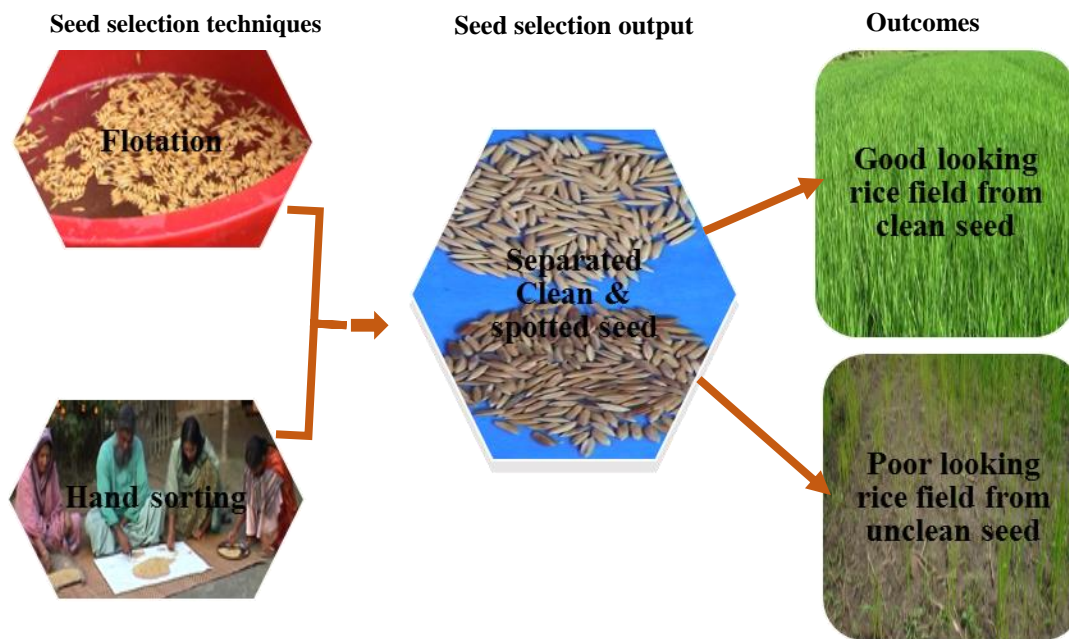 Seed selection techniques
Seed selection output
Outcomes
Flotation
Hand sorting
Separated
Clean &
spotted seed
Good looking
rice field from
clean seed
Poor looking
rice field from
unclean seed